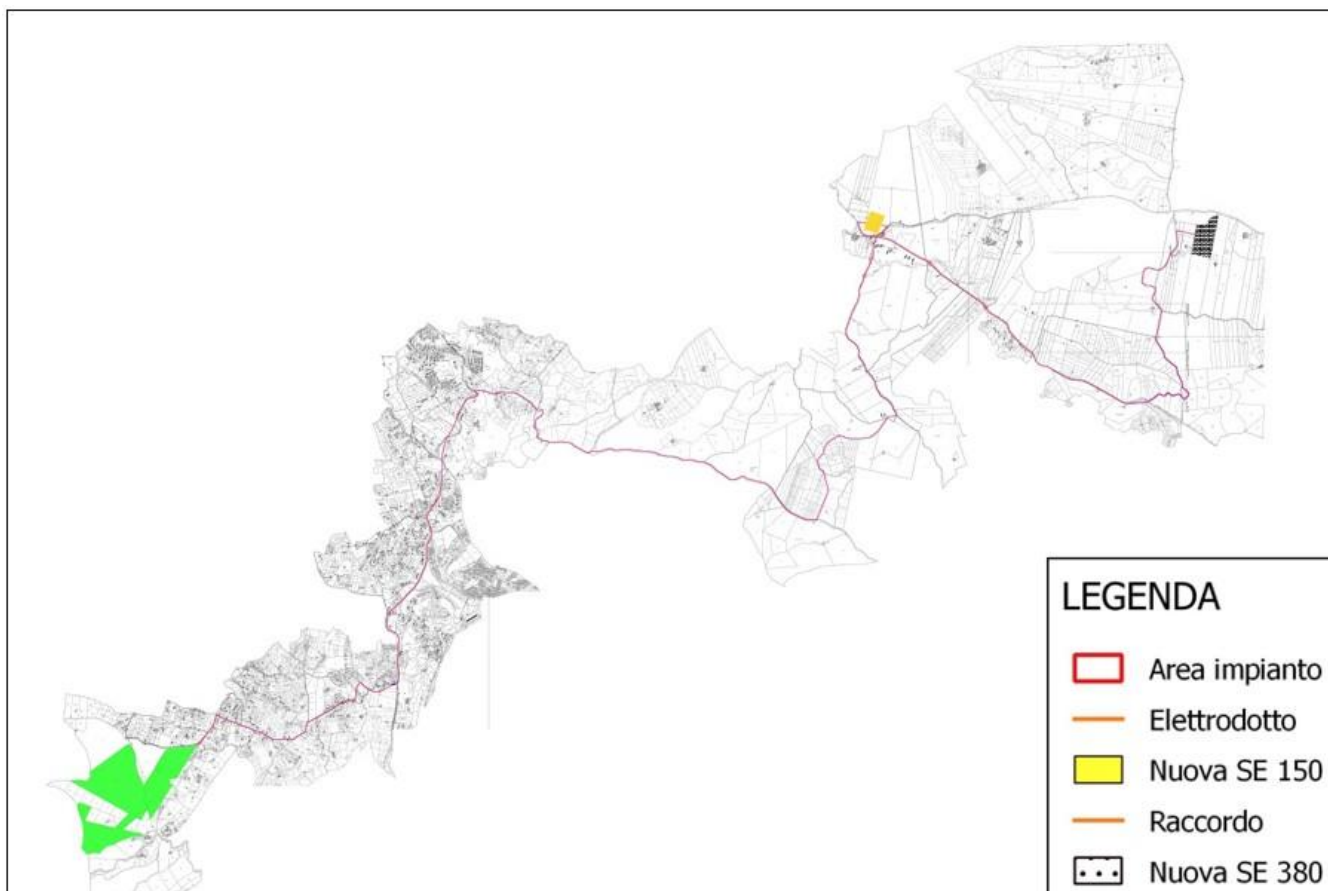 LEGENDA
Area impianto
Elettrodotto
Nuova SE 150
Raccordo
Nuova SE 380